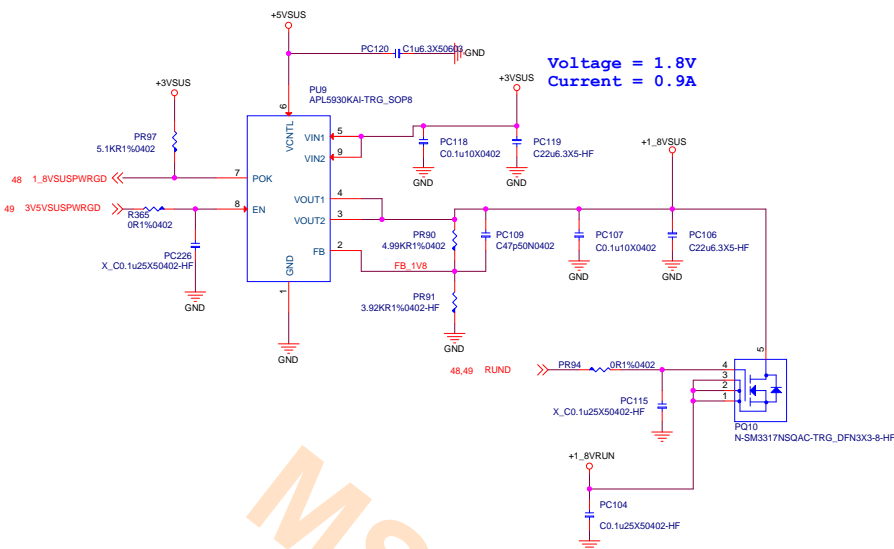 +5VSUS
PC120 C1u6.3X50603
GND
Voltage = 1.8V
Current = 0.9A
+3VSUS
PU9
APL5930KAI-TRG_SOP8
+3VSUS
6
VCNTL
PR97
5.1KR1%0402
VIN1 5
VIN2 9
PC118
C0.1u10X0402
PC119
C22u6.3X5-HF
+1_8VSUS
GND GND
48 1_8VSUSPWRGD 7 POK
VOUT1 4
49 3V5VSUSPWRGD 8 EN
VOUT2 3
R365
0R1%0402
PR90
4.99KR1%0402
PC109
C47p50N0402
PC107
C0.1u10X0402
PC106
C22u6.3X5-HF
FB 2
PC226
X_C0.1u25X50402-HF
FB_1V8
GND
GND GND
GND
1
PR91
3.92KR1%0402-HF
GND
GND
GND
5
48,49 RUND PR94 0R1%0402 4
3
2
1
PC115
X_C0.1u25X50402-HF
PQ10
N-SM3317NSQAC-TRG_DFN3X3-8-HF
GND
+1_8VRUN
PC104
C0.1u25X50402-HF
GND
MS